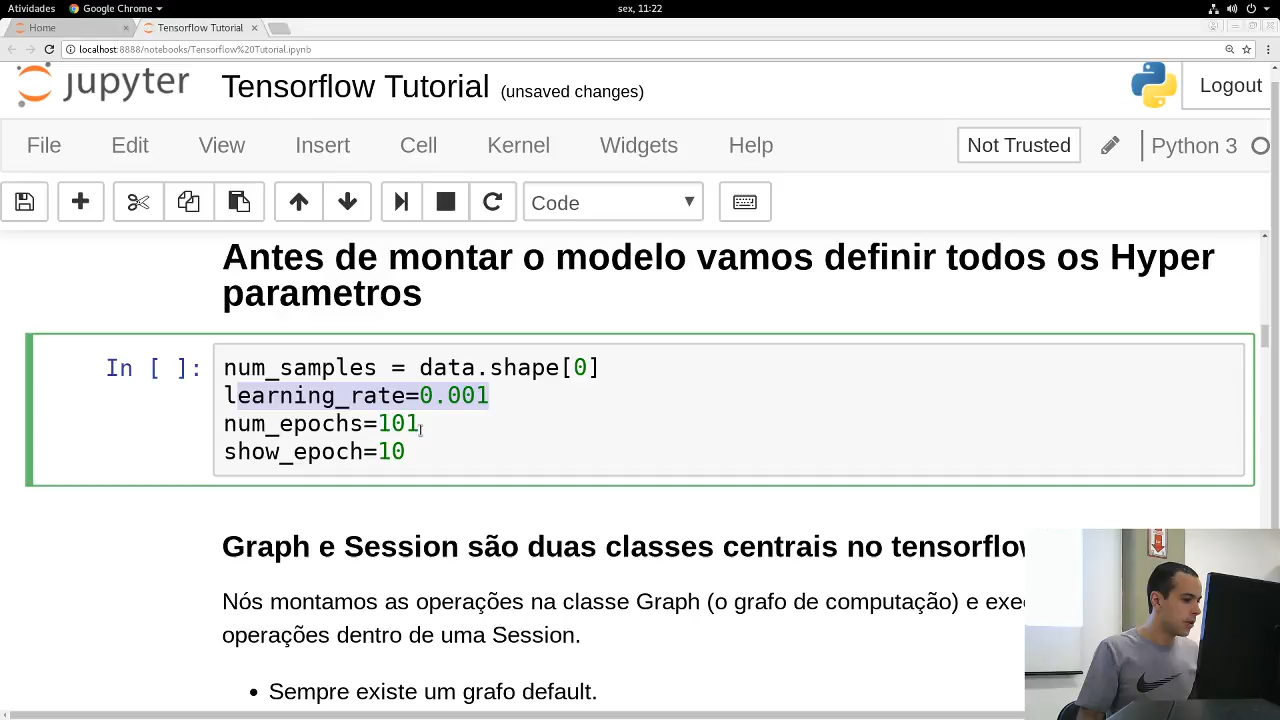 Atividades Google Chrome sex, 11:22
Home Tensorflow Tutorial
localhost:8888/notebooks/Tensorflow%20Tutorial.ipynb
jupyter Tensorflow Tutorial (unsaved changes) Logout
File Edit View Insert Cell Kernel Widgets Help Not Trusted Python 3
Code
Antes de montar o modelo vamos definir todos os Hyper
parametros
In [ ]: num_samples = data.shape[0]
learning_rate=0.001
num_epochs=101
show_epoch=10
Graph e Session são duas classes centrais no tensorflow
Nós montamos as operações na classe Graph (o grafo de computação) e
operações dentro de uma Session.
• Sempre existe um grafo default.